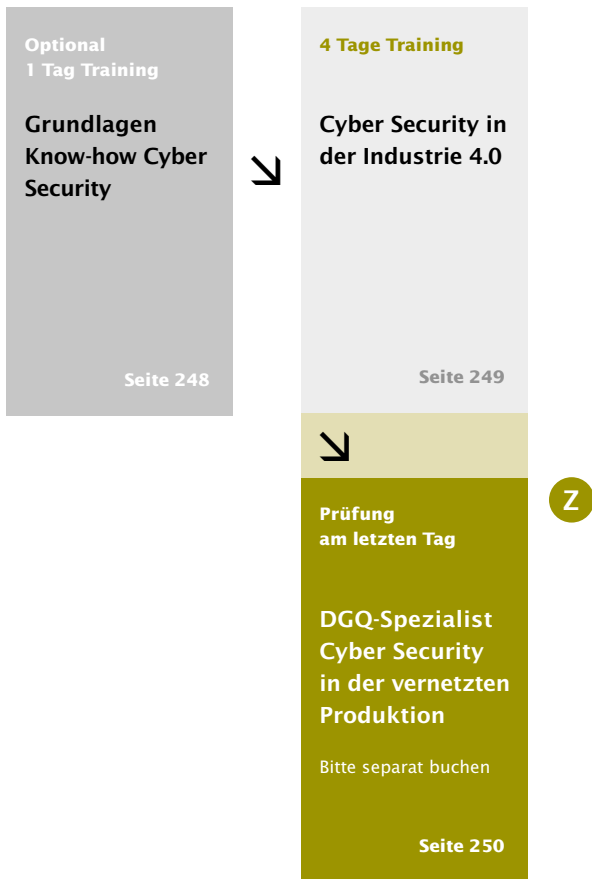 Optional
1 Tag Training
Grundlagen
Know-how Cyber
Security
Seite 248
4 Tage Training
Cyber Security in
der Industrie 4.0
Seite 249
Prüfung
am letzten Tag
DGQ-Spezialist
Cyber Security
in der vernetzten
Produktion
Bitte separat buchen
Seite 250
Z